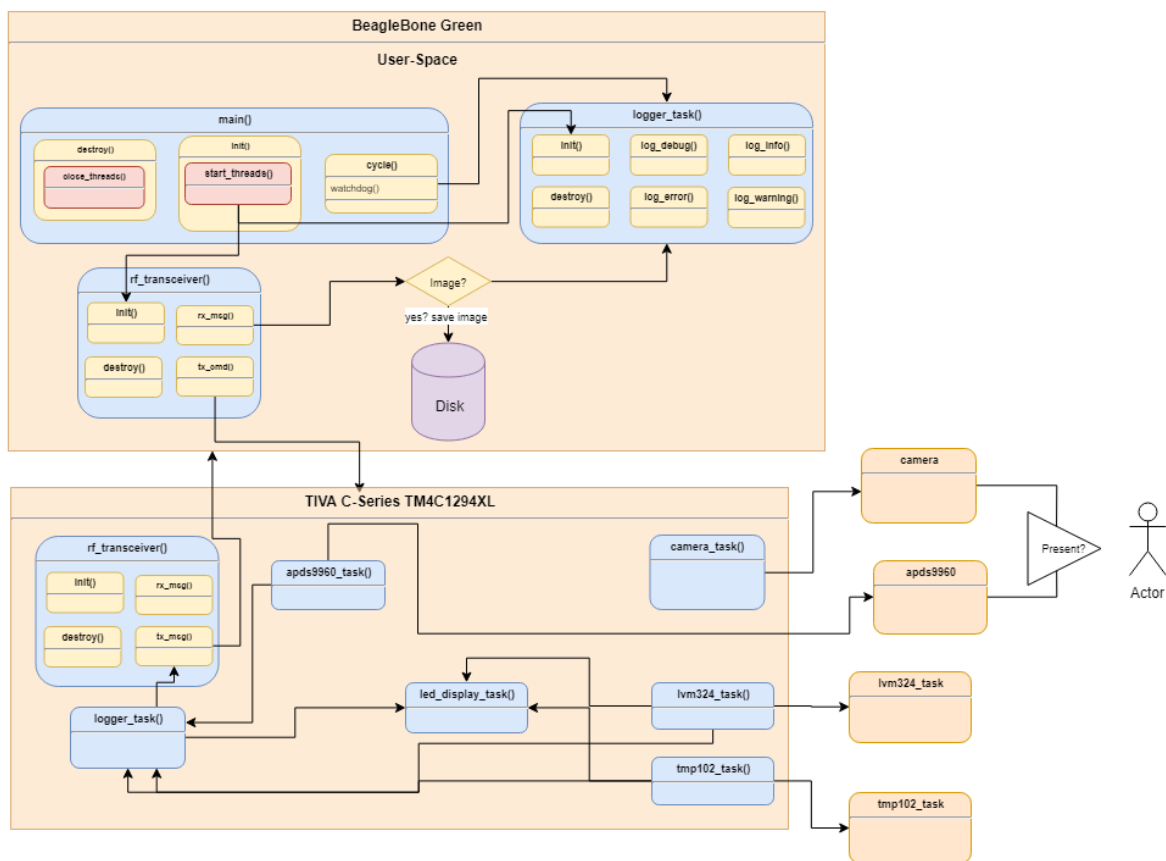 BeagleBone Green
User-Space
main()
destroy()
close_threads()
init()
start_threads()
cycle()
watchdog()
logger_task()
init()
log_debug()
log_info()
destroy()
log_error()
log_warning()
rf_transceiver()
init()
rx_msg()
destroy()
tx_cmd()
Image?
yes? save image
Disk
TIVA C-Series TM4C1294XL
rf_transceiver()
init()
rx_msg()
destroy()
tx_msg()
apds9960_task()
camera_task()
logger_task()
led_display_task()
lvm324_task()
tmp102_task()
camera
apds9960
Present?
Actor
lvm324_task
tmp102_task